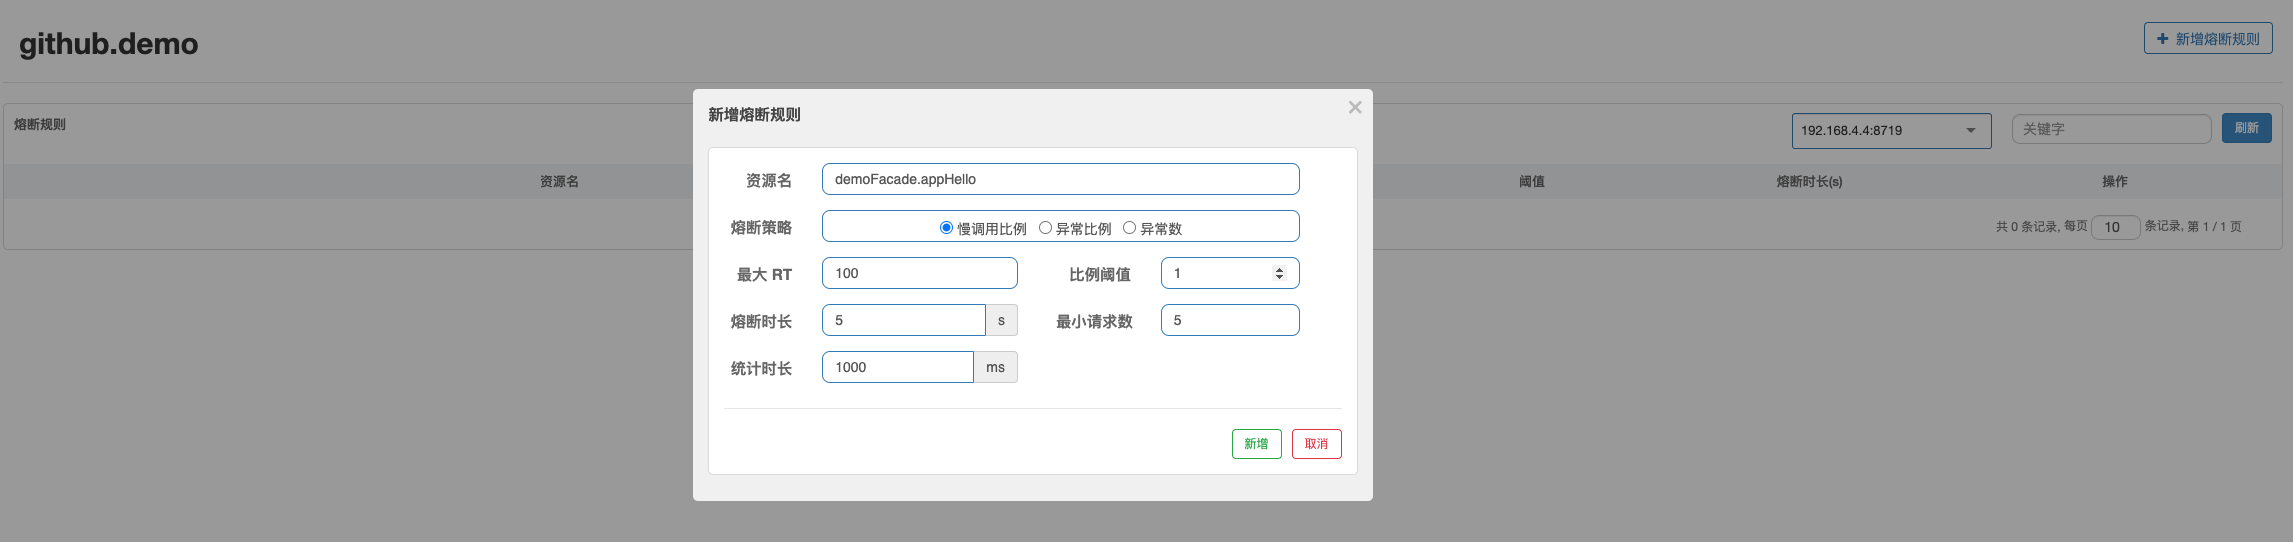 github.demo
+ 新增熔断规则
熔断规则
192.168.4.4:8719
关键字
刷新
资源名
阈值
熔断时长(s)
操作
共 0 条记录, 每页 10 条记录, 第 1 / 1 页
新增熔断规则
×
资源名 demoFacade.appHello
熔断策略 慢调用比例 异常比例 异常数
最大 RT 100 比例阈值 1
熔断时长 5 s 最小请求数 5
统计时长 1000 ms
新增 取消